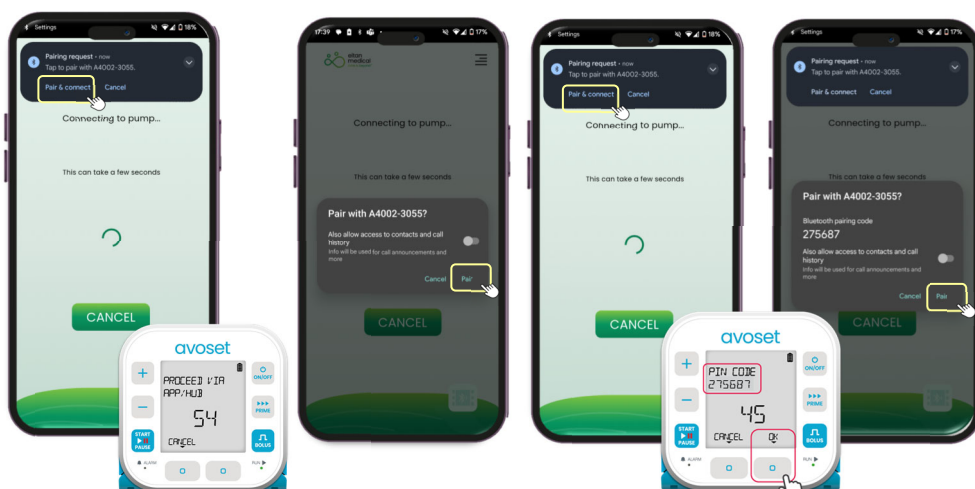 Settings
18%
Pairing request • now
Tap to pair with A4002-3055.
Pair & connect Cancel
Connecting to pump...
This can take a few seconds
CANCEL
avoset
PROCEED VIA
APP/HUB
54
CANCEL
ON/OFF
PRIME
START
PAUSE
BOLUS
ALARM
RUN
17:39
17%
eitan
medical
Connecting to pump...
This can take a few seconds
Pair with A4002-3055?
Also allow access to contacts and call
history
Info will be used for call announcements and
more
Cancel Pair
CANCEL
Settings
18%
Pairing request • now
Tap to pair with A4002-3055.
Pair & connect Cancel
Connecting to pump...
This can take a few seconds
CANCEL
avoset
PIN CODE
275687
45
CANCEL OK
ON/OFF
PRIME
START
PAUSE
BOLUS
ALARM
RUN
Settings
17%
Pairing request • now
Tap to pair with A4002-3055.
Pair & connect Cancel
Connecting to pump...
This can take a few seconds
Pair with A4002-3055?
Bluetooth pairing code
275687
Also allow access to contacts and call
history
Info will be used for call announcements and
more
Cancel Pair
CANCEL